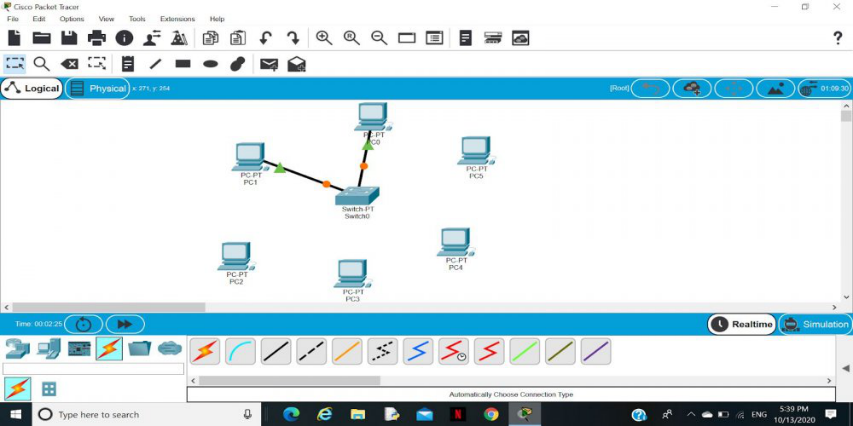 Cisco Packet Tracer
File Edit Options View Tools Extensions Help
?
Logical Physical x: 271, y: 264 [Root] 01:09:30
PC-PT
PC0
PC-PT
PC1
PC-PT
PC5
Switch-PT
Switch0
PC-PT
PC4
PC-PT
PC2
PC-PT
PC3
Time: 00:02:25 Realtime Simulation
Automatically Choose Connection Type
Type here to search
N
ENG
5:39 PM
10/13/2020